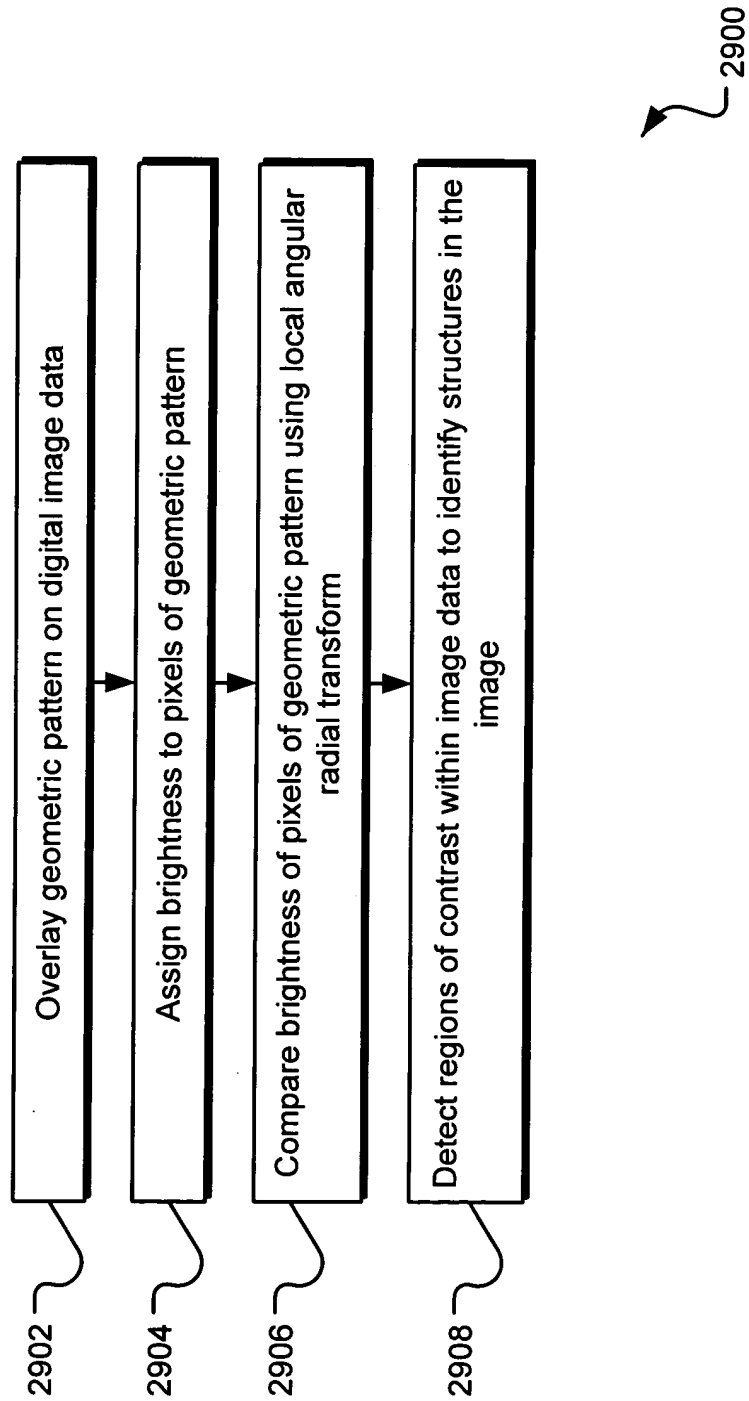 2902
Overlay geometric pattern on digital image data
2904
Assign brightness to pixels of geometric pattern
2906
Compare brightness of pixels of geometric pattern using local angular
radial transform
2908
Detect regions of contrast within image data to identify structures in the
image
2900